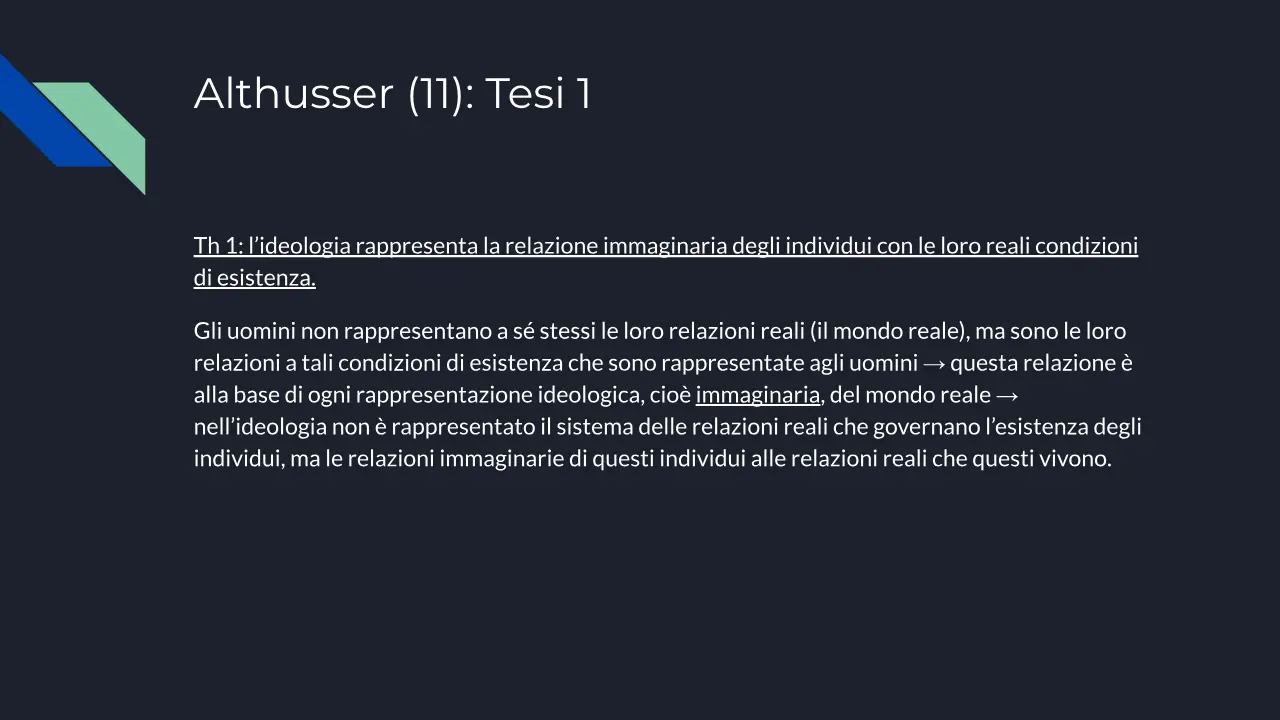 Althusser (11): Tesi 1
Th 1: l’ideologia rappresenta la relazione immaginaria degli individui con le loro reali condizioni
di esistenza.
Gli uomini non rappresentano a sé stessi le loro relazioni reali (il mondo reale), ma sono le loro
relazioni a tali condizioni di esistenza che sono rappresentate agli uomini → questa relazione è
alla base di ogni rappresentazione ideologica, cioè immaginaria, del mondo reale →
nell’ideologia non è rappresentato il sistema delle relazioni reali che governano l’esistenza degli
individui, ma le relazioni immaginarie di questi individui alle relazioni reali che questi vivono.